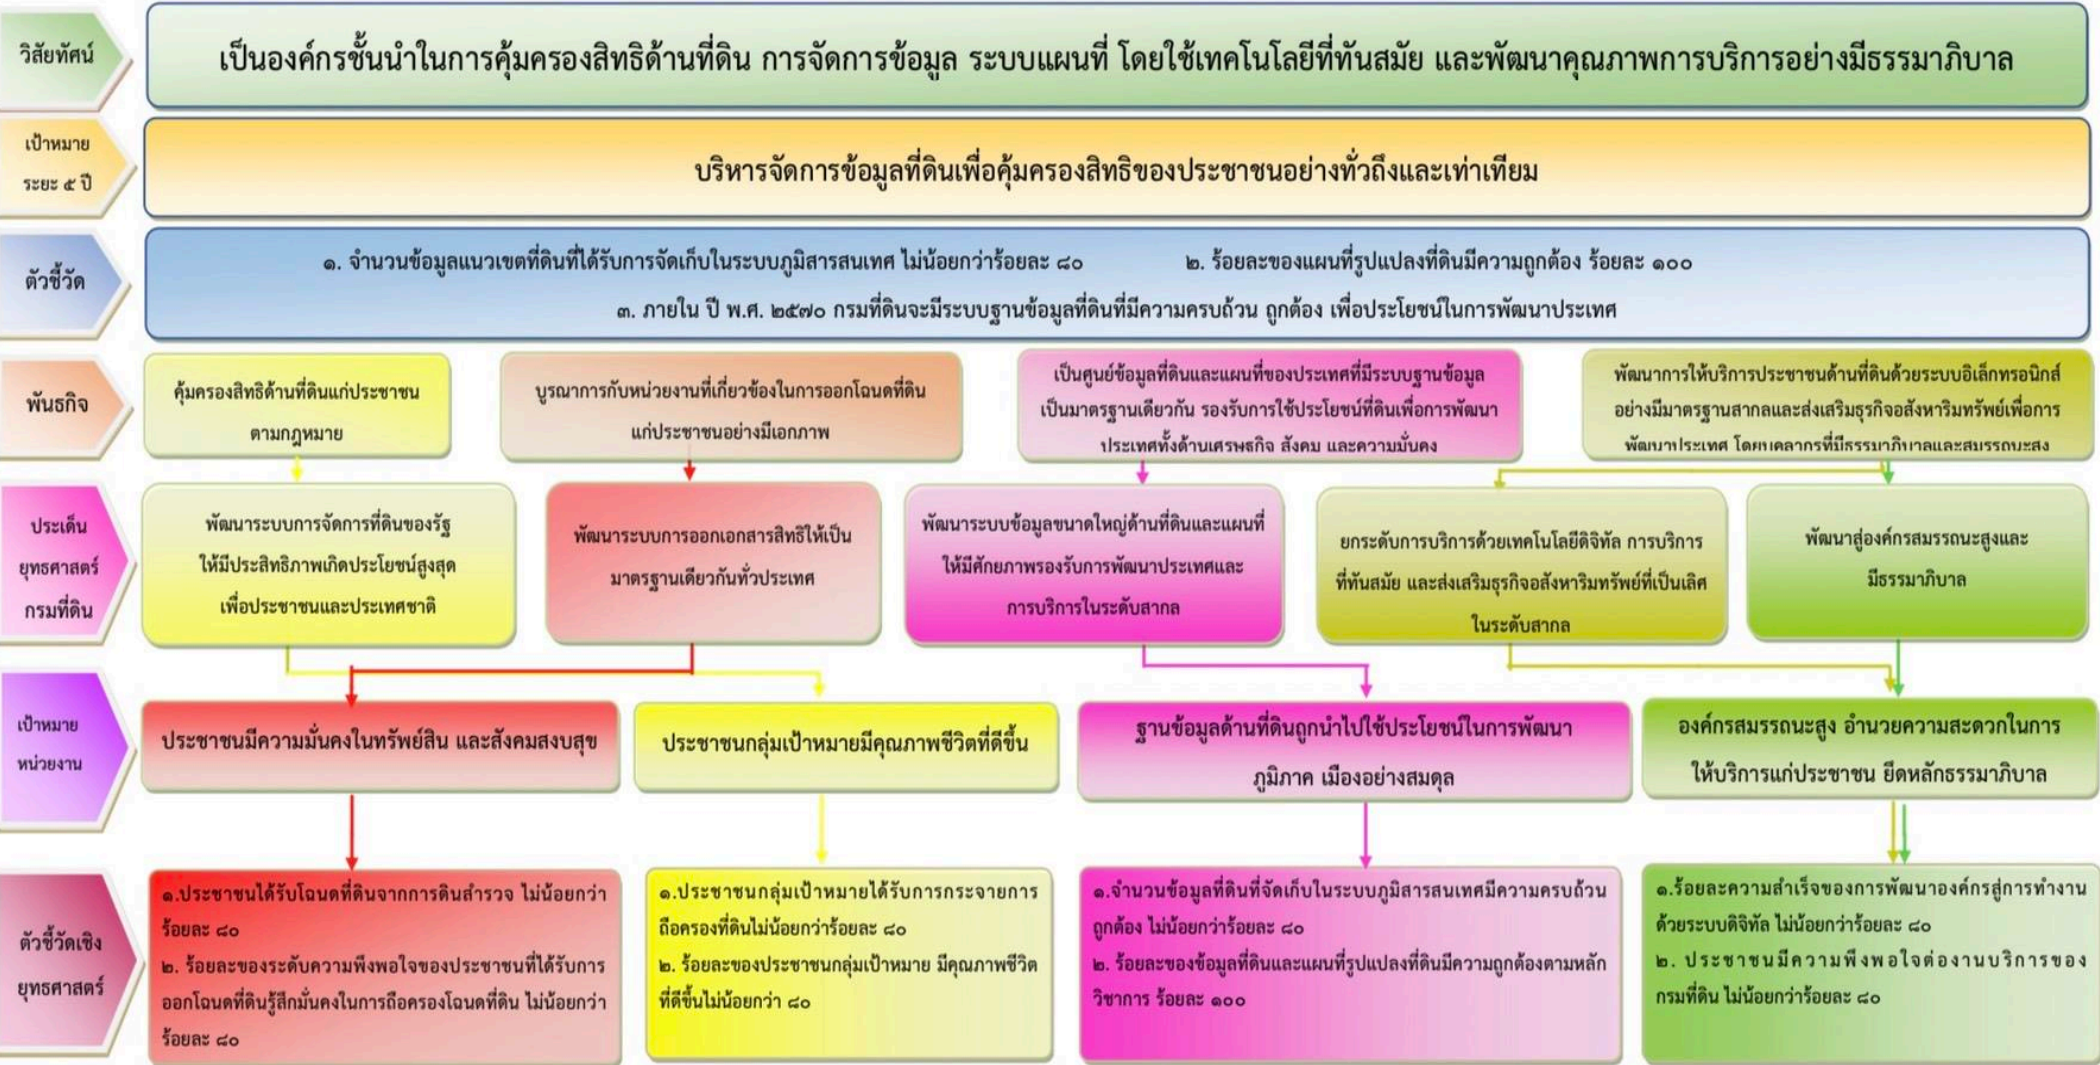 วิสัยทัศน์
เป็นองค์กรชั้นนำในการคุ้มครองสิทธิด้านที่ดิน การจัดการข้อมูล ระบบแผนที่ โดยใช้เทคโนโลยีที่ทันสมัย และพัฒนาคุณภาพการบริการอย่างมีธรรมาภิบาล
เป้าหมาย
ระยะ ๕ ปี
บริหารจัดการข้อมูลที่ดินเพื่อคุ้มครองสิทธิของประชาชนอย่างทั่วถึงและเท่าเทียม
ตัวชี้วัด
๑. จำนวนข้อมูลแนวเขตที่ดินที่ได้รับการจัดเก็บในระบบภูมิสารสนเทศ ไม่น้อยกว่าร้อยละ ๘๐
๒. ร้อยละของแผนที่รูปแปลงที่ดินมีความถูกต้อง ร้อยละ ๑๐๐
๓. ภายใน ปี พ.ศ. ๒๕๗๐ กรมที่ดินจะมีระบบฐานข้อมูลที่ดินที่มีความครบถ้วน ถูกต้อง เพื่อประโยชน์ในการพัฒนาประเทศ
พันธกิจ
คุ้มครองสิทธิด้านที่ดินแก่ประชาชน
ตามกฎหมาย
บูรณาการกับหน่วยงานที่เกี่ยวข้องในการออกโฉนดที่ดิน
แก่ประชาชนอย่างมีเอกภาพ
เป็นศูนย์ข้อมูลที่ดินและแผนที่ของประเทศที่มีระบบฐานข้อมูล
เป็นมาตรฐานเดียวกัน รองรับการใช้ประโยชน์ที่ดินเพื่อการพัฒนา
ประเทศทั้งด้านเศรษฐกิจ สังคม และความมั่นคง
พัฒนาการให้บริการประชาชนด้านที่ดินด้วยระบบอิเล็กทรอนิกส์
อย่างมีมาตรฐานสากลและส่งเสริมธุรกิจอสังหาริมทรัพย์เพื่อการ
พัฒนาประเทศ โดยบุคลากรที่มีธรรมาภิบาลและสมรรถนะสูง
ประเด็น
ยุทธศาสตร์
กรมที่ดิน
พัฒนาระบบการจัดการที่ดินของรัฐ
ให้มีประสิทธิภาพเกิดประโยชน์สูงสุด
เพื่อประชาชนและประเทศชาติ
พัฒนาระบบการออกเอกสารสิทธิให้เป็น
มาตรฐานเดียวกันทั่วประเทศ
พัฒนาระบบข้อมูลขนาดใหญ่ด้านที่ดินและแผนที่
ให้มีศักยภาพรองรับการพัฒนาประเทศและ
การบริการในระดับสากล
ยกระดับการบริการด้วยเทคโนโลยีดิจิทัล การบริการ
ที่ทันสมัย และส่งเสริมธุรกิจอสังหาริมทรัพย์ที่เป็นเลิศ
ในระดับสากล
พัฒนาสู่องค์กรสมรรถนะสูงและ
มีธรรมาภิบาล
เป้าหมาย
หน่วยงาน
ประชาชนมีความมั่นคงในทรัพย์สิน และสังคมสงบสุข
ประชาชนกลุ่มเป้าหมายมีคุณภาพชีวิตที่ดีขึ้น
ฐานข้อมูลด้านที่ดินถูกนำไปใช้ประโยชน์ในการพัฒนา
ภูมิภาค เมืองอย่างสมดุล
องค์กรสมรรถนะสูง อำนวยความสะดวกในการ
ให้บริการแก่ประชาชน ยึดหลักธรรมาภิบาล
ตัวชี้วัดเชิง
ยุทธศาสตร์
๑.ประชาชนได้รับโฉนดที่ดินจากการดินสำรวจ ไม่น้อยกว่า
ร้อยละ ๘๐
๒. ร้อยละของระดับความพึงพอใจของประชาชนที่ได้รับการ
ออกโฉนดที่ดินรู้สึกมั่นคงในการถือครองโฉนดที่ดิน ไม่น้อยกว่า
ร้อยละ ๘๐
๑.ประชาชนกลุ่มเป้าหมายได้รับการกระจายการ
ถือครองที่ดินไม่น้อยกว่าร้อยละ ๘๐
๒. ร้อยละของประชาชนกลุ่มเป้าหมาย มีคุณภาพชีวิต
ที่ดีขึ้นไม่น้อยกว่า ๘๐
๑.จำนวนข้อมูลที่ดินที่จัดเก็บในระบบภูมิสารสนเทศมีความครบถ้วน
ถูกต้อง ไม่น้อยกว่าร้อยละ ๘๐
๒. ร้อยละของข้อมูลที่ดินและแผนที่รูปแปลงที่ดินมีความถูกต้องตามหลัก
วิชาการ ร้อยละ ๑๐๐
๑.ร้อยละความสำเร็จของการพัฒนาองค์กรสู่การทำงาน
ด้วยระบบดิจิทัล ไม่น้อยกว่าร้อยละ ๘๐
๒. ประชาชนมีความพึงพอใจต่องานบริการของ
กรมที่ดิน ไม่น้อยกว่าร้อยละ ๘๐